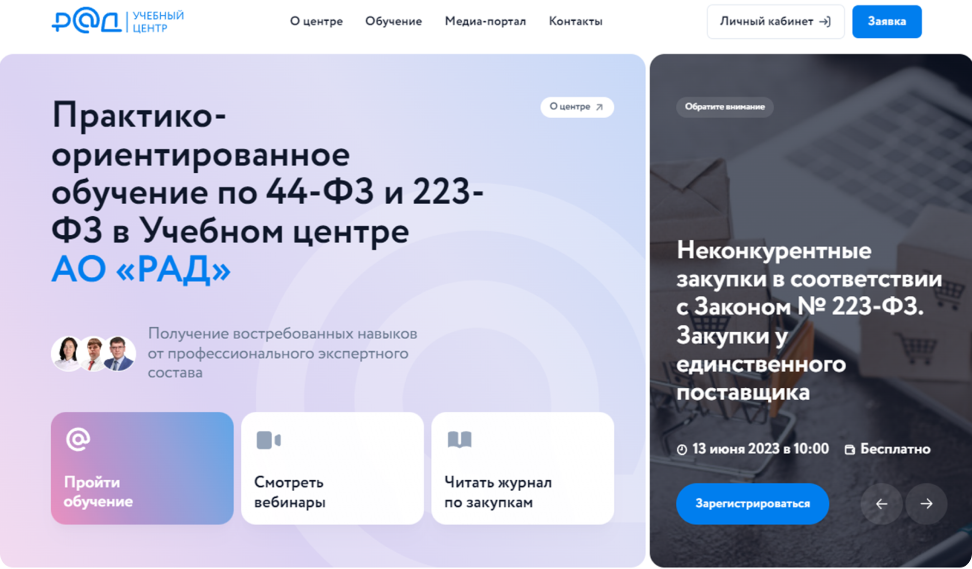 РАД
УЧЕБНЫЙ
ЦЕНТР
О центре
Обучение
Медиа-портал
Контакты
Личный кабинет
Заявка
Практико-
ориентированное
обучение по 44-ФЗ и 223-
ФЗ в Учебном центре
АО «РАД»
О центре
Получение востребованных навыков
от профессионального экспертного
состава
@
Пройти
обучение
Смотреть
вебинары
Читать журнал
по закупкам
Обратите внимание
Неконкурентные
закупки в соответствии
с Законом № 223-ФЗ.
Закупки у
единственного
поставщика
13 июня 2023 в 10:00
Бесплатно
Зарегистрироваться